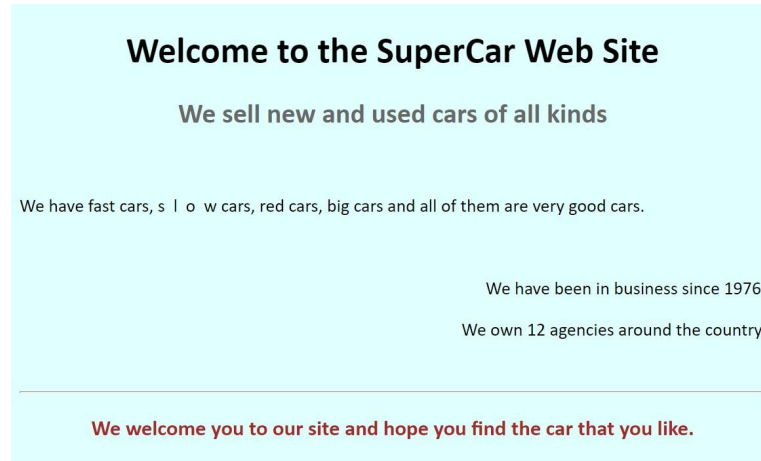 Welcome to the SuperCar Web Site
We sell new and used cars of all kinds
We have fast cars, s l o w cars, red cars, big cars and all of them are very good cars.
We have been in business since 1976
We own 12 agencies around the country
We welcome you to our site and hope you find the car that you like.